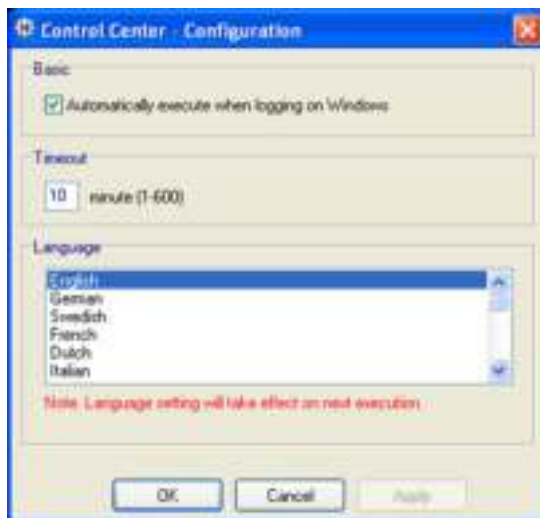 Control Center - Configuration
Basic
Automatically execute when logging on Windows
Timeout
10 minute (1-600)
Language
English
German
Swedish
French
Dutch
Italian
Note: Language setting will take effect on next execution.
OK Cancel Apply